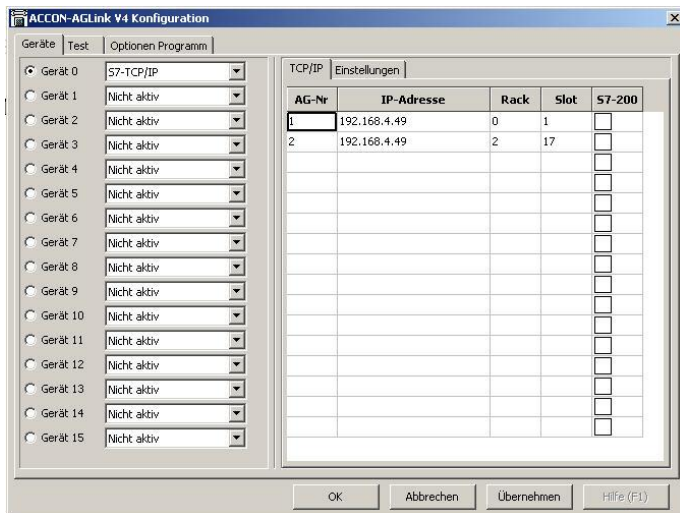 ACCON-AGLink V4 Konfiguration
Geräte Test Optionen Programm
Gerät 0 S7-TCP/IP
Gerät 1 Nicht aktiv
Gerät 2 Nicht aktiv
Gerät 3 Nicht aktiv
Gerät 4 Nicht aktiv
Gerät 5 Nicht aktiv
Gerät 6 Nicht aktiv
Gerät 7 Nicht aktiv
Gerät 8 Nicht aktiv
Gerät 9 Nicht aktiv
Gerät 10 Nicht aktiv
Gerät 11 Nicht aktiv
Gerät 12 Nicht aktiv
Gerät 13 Nicht aktiv
Gerät 14 Nicht aktiv
Gerät 15 Nicht aktiv
TCP/IP Einstellungen
AG-Nr IP-Adresse Rack Slot S7-200
1 192.168.4.49 0 1
2 192.168.4.49 2 17
OK Abbrechen Übernehmen Hilfe (F1)